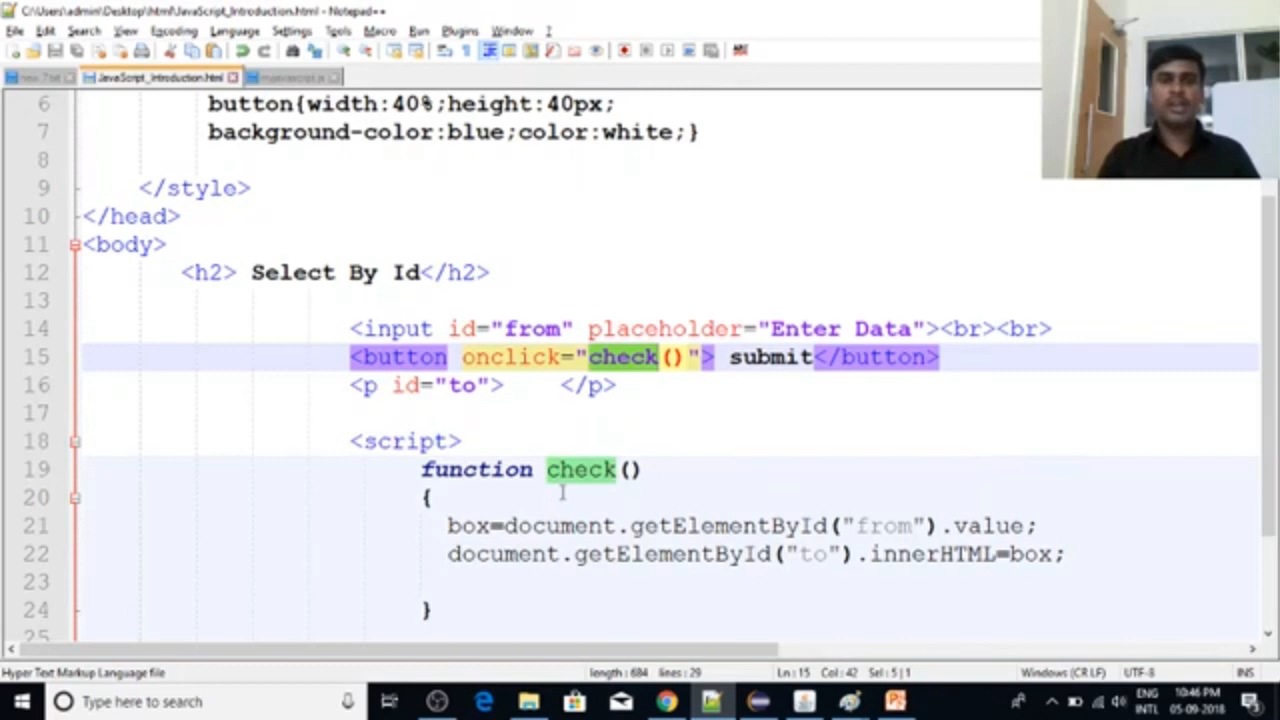 C:\Users\admin\Desktop\html\JavaScript_Introduction.html - Notepad++
File Edit Search View Encoding Language Settings Tools Macro Run Plugins Window ?
JavaScript_Introduction.html
6 button{width:40%;height:40px;
7 background-color:blue;color:white;}
8
9 </style>
10 </head>
11 <body>
12 <h2> Select By Id</h2>
13
14 <input id="from" placeholder="Enter Data"><br><br>
15 <button onclick="check()"> submit</button>
16 <p id="to"> </p>
17
18 <script>
19 function check()
20 {
21 box=document.getElementById("from").value;
22 document.getElementById("to").innerHTML=box;
23
24 }
25
Hyper Text Markup Language file length : 684 lines : 29 Ln : 15 Col : 42 Sel : 5 | 1 Windows (CR LF) UTF-8 INS
Type here to search ENG 10:46 PM
INTL 05-09-2018